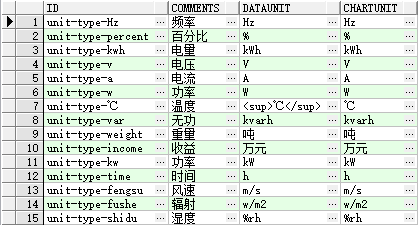 ID COMMENTS DATAUNIT CHARTUNIT
1 unit-type-Hz 频率 Hz Hz
2 unit-type-percent 百分比 % %
3 unit-type-kwh 电量 kWh kWh
4 unit-type-v 电压 V V
5 unit-type-a 电流 A A
6 unit-type-w 功率 W W
7 unit-type-℃ 温度 <sup>℃</sup> ℃
8 unit-type-var 无功 kvarh kvarh
9 unit-type-weight 重量 吨 吨
10 unit-type-income 收益 万元 万元
11 unit-type-kw 功率 kW kW
12 unit-type-time 时间 h h
13 unit-type-fengsu 风速 m/s m/s
14 unit-type-fushe 辐射 w/m2 w/m2
15 unit-type-shidu 湿度 %rh %rh